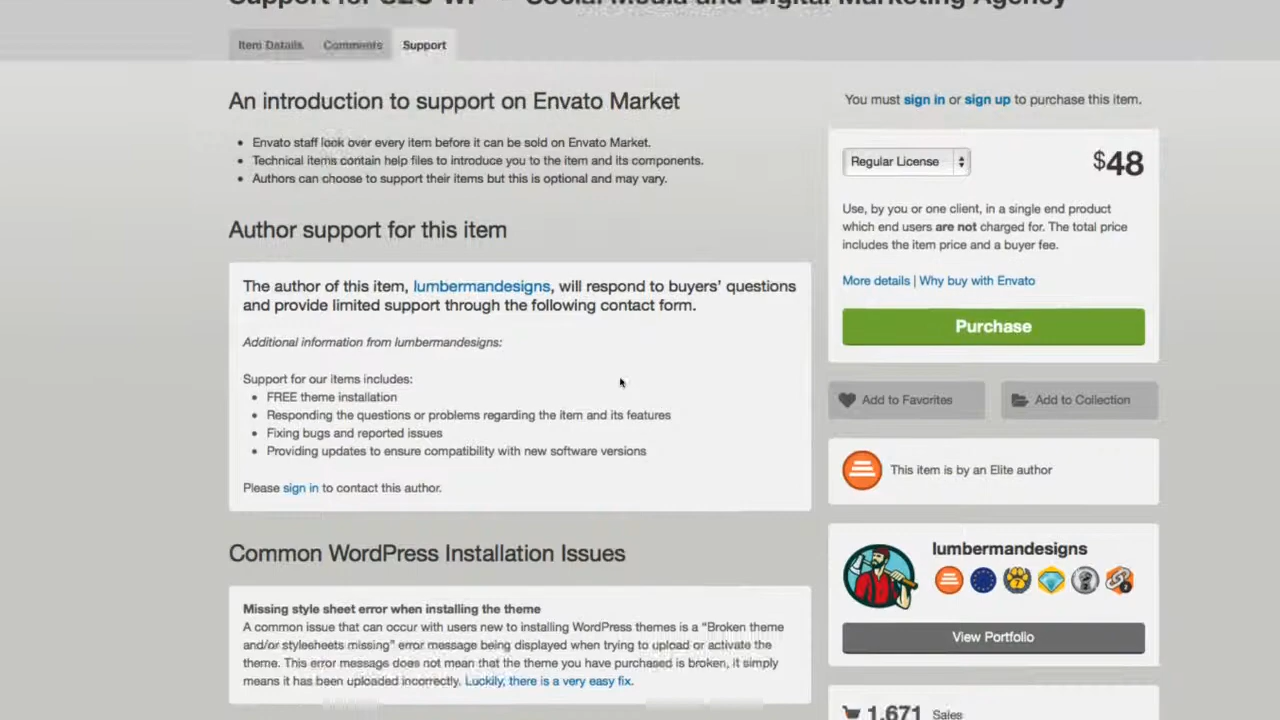 Support for SEO WP - Social Media and Digital Marketing Agency
Item Details
Comments
Support
An introduction to support on Envato Market
• Envato staff look over every item before it can be sold on Envato Market.
• Technical items contain help files to introduce you to the item and its components.
• Authors can choose to support their items but this is optional and may vary.
Author support for this item
The author of this item, lumbermandesigns, will respond to buyers' questions
and provide limited support through the following contact form.
Additional information from lumbermandesigns:
Support for our items includes:
• FREE theme installation
• Responding the questions or problems regarding the item and its features
• Fixing bugs and reported issues
• Providing updates to ensure compatibility with new software versions
Please sign in to contact this author.
Common WordPress Installation Issues
Missing style sheet error when installing the theme
A common issue that can occur with users new to installing WordPress themes is a “Broken theme
and/or stylesheets missing” error message being displayed when trying to upload or activate the
theme. This error message does not mean that the theme you have purchased is broken, it simply
means it has been uploaded incorrectly. Luckily, there is a very easy fix.
You must sign in or sign up to purchase this item.
Regular License
$48
Use, by you or one client, in a single end product
which end users are not charged for. The total price
includes the item price and a buyer fee.
More details | Why buy with Envato
Purchase
Add to Favorites
Add to Collection
This item is by an Elite author
lumbermandesigns
View Portfolio
1,671 Sales